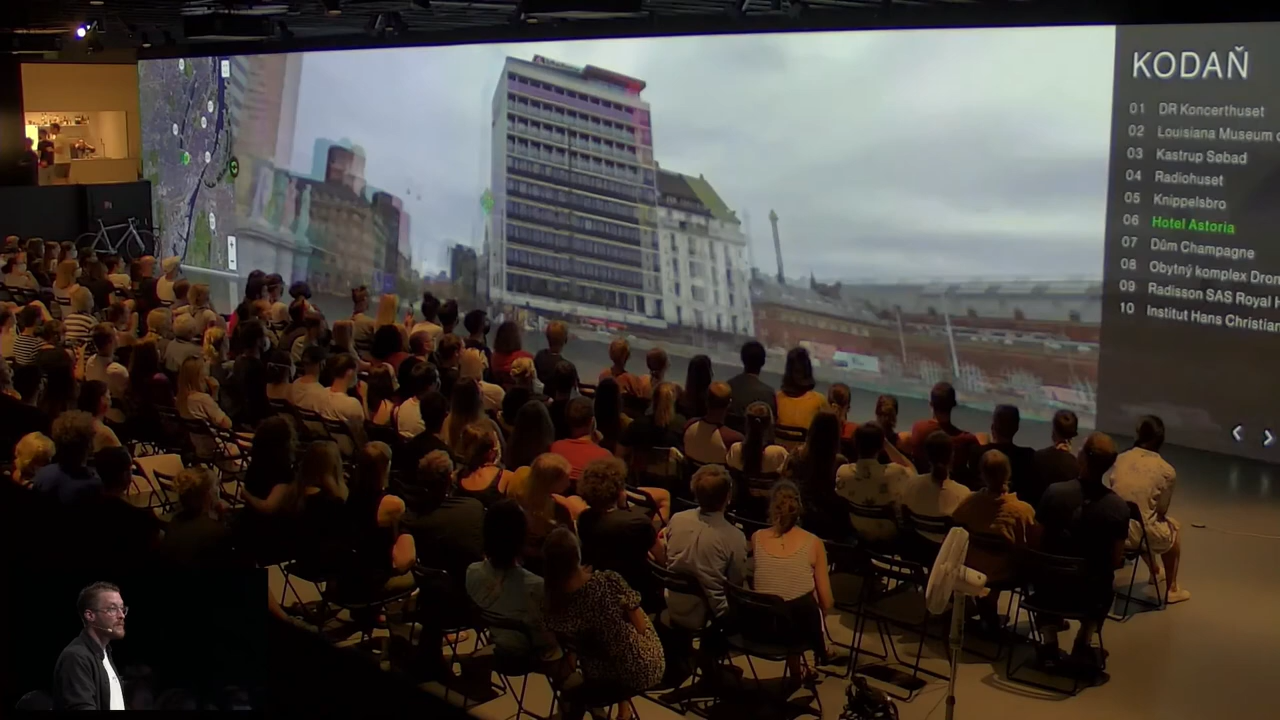 KODAŇ
01 DR Koncerthuset
02 Louisiana Museum
03 Kastrup Søbad
04 Radiohuset
05 Knippelsbro
06 Hotel Astoria
07 Dům Champagne
08 Obytný komplex
09 Radisson SAS Royal
10 Institut Hans Christian